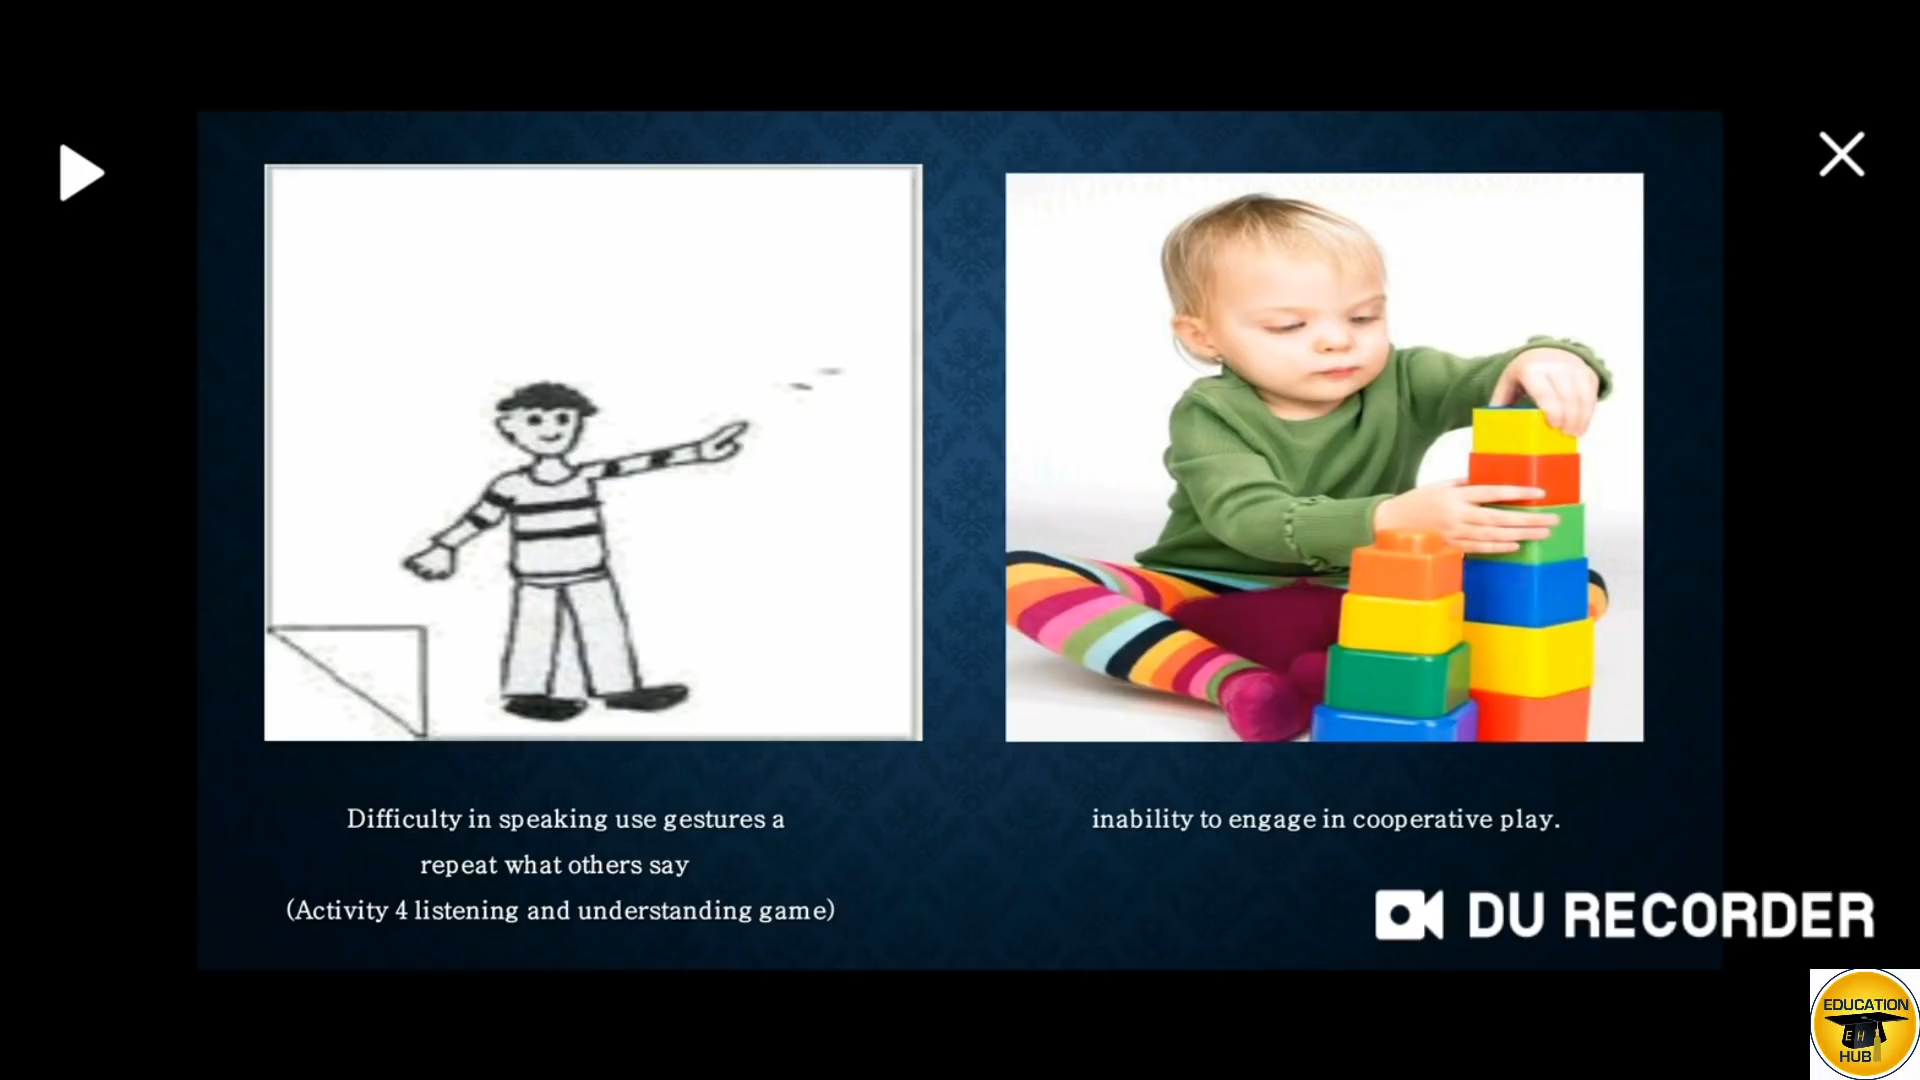 Difficulty in speaking use gestures a
repeat what others say
(Activity 4 listening and understanding game)
inability to engage in cooperative play.
DU RECORDER
EDUCATION
E H
HUB